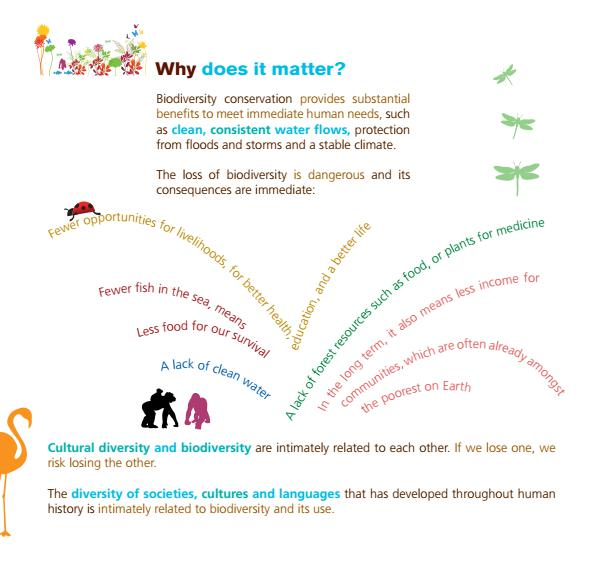 Why does it matter?
Biodiversity conservation provides substantial
benefits to meet immediate human needs, such
as clean, consistent water flows, protection
from floods and storms and a stable climate.
The loss of biodiversity is dangerous and its
consequences are immediate:
Fewer opportunities for livelihoods, for better health,
education, and a better life
Fewer fish in the sea, means
Less food for our survival
A lack of clean water
A lack of forest resources such as food, or plants for medicine
In the long term, it also means less income for
communities, which are often already amongst
the poorest on Earth
Cultural diversity and biodiversity are intimately related to each other. If we lose one, we
risk losing the other.
The diversity of societies, cultures and languages that has developed throughout human
history is intimately related to biodiversity and its use.